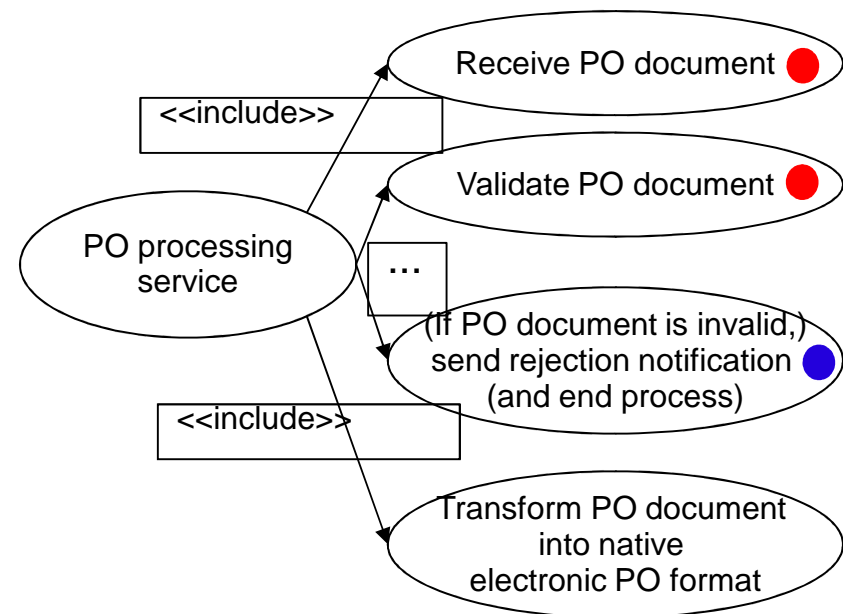 Receive PO document
<<include>>
Validate PO document
PO processing
service
...
(If PO document is invalid,)
send rejection notification
(and end process)
<<include>>
Transform PO document
into native
electronic PO format